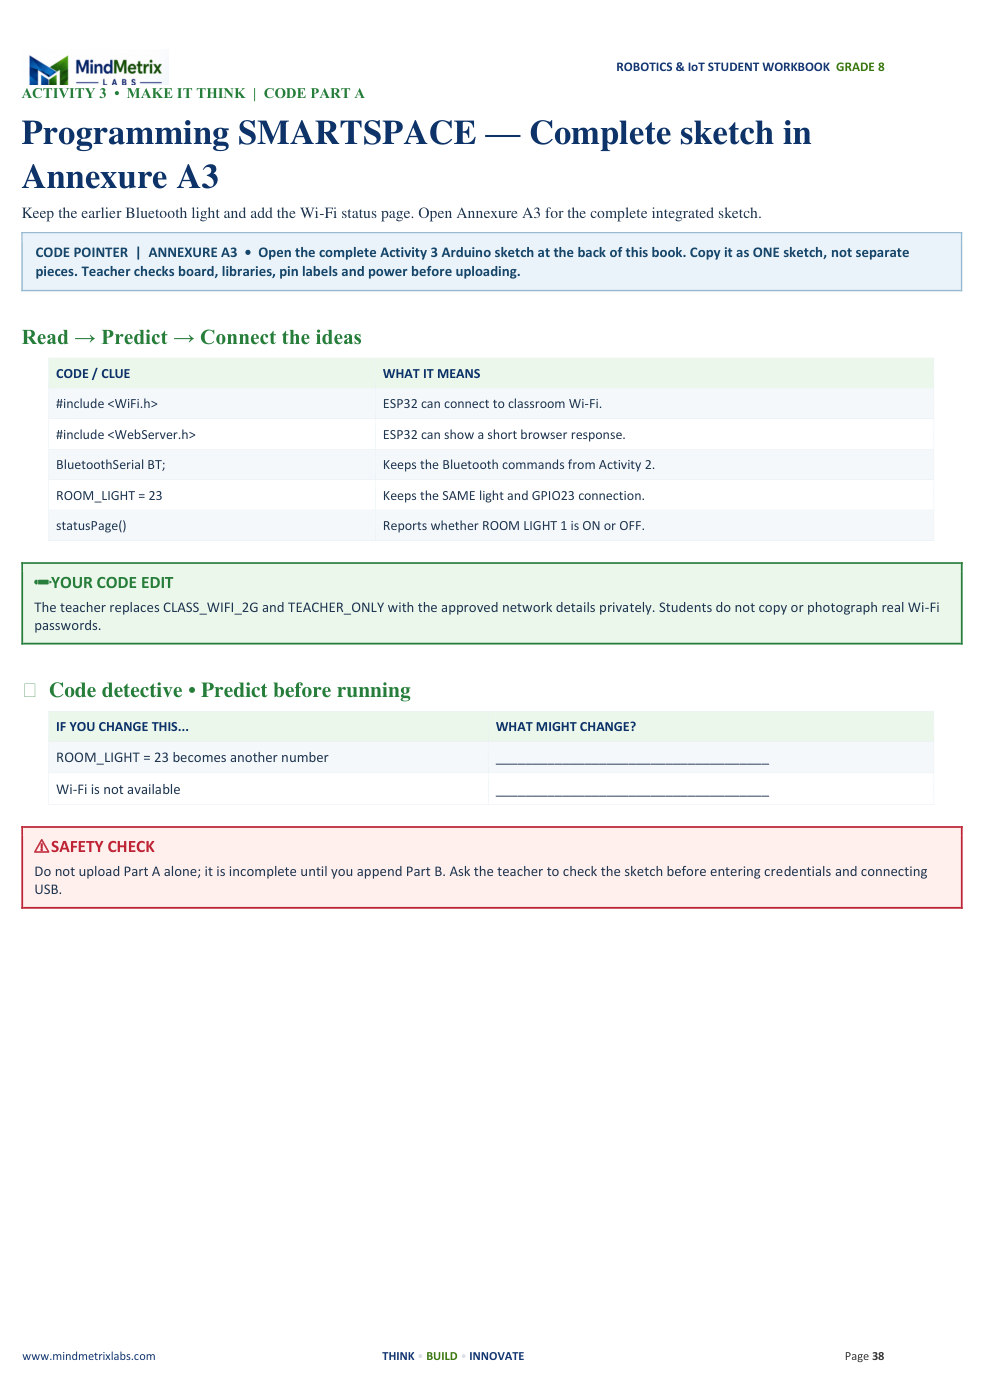 MindMetrix
LABS
ROBOTICS & IoT STUDENT WORKBOOK GRADE 8
ACTIVITY 3 • MAKE IT THINK | CODE PART A
Programming SMARTSPACE — Complete sketch in
Annexure A3
Keep the earlier Bluetooth light and add the Wi-Fi status page. Open Annexure A3 for the complete integrated sketch.
CODE POINTER | ANNEXURE A3 • Open the complete Activity 3 Arduino sketch at the back of this book. Copy it as ONE sketch, not separate
pieces. Teacher checks board, libraries, pin labels and power before uploading.
Read → Predict → Connect the ideas
CODE / CLUE WHAT IT MEANS
#include <WiFi.h> ESP32 can connect to classroom Wi-Fi.
#include <WebServer.h> ESP32 can show a short browser response.
BluetoothSerial BT; Keeps the Bluetooth commands from Activity 2.
ROOM_LIGHT = 23 Keeps the SAME light and GPIO23 connection.
statusPage() Reports whether ROOM LIGHT 1 is ON or OFF.
YOUR CODE EDIT
The teacher replaces CLASS_WIFI_2G and TEACHER_ONLY with the approved network details privately. Students do not copy or photograph real Wi-Fi
passwords.
Code detective • Predict before running
IF YOU CHANGE THIS... WHAT MIGHT CHANGE?
ROOM_LIGHT = 23 becomes another number ______________________________________
Wi-Fi is not available ______________________________________
⚠SAFETY CHECK
Do not upload Part A alone; it is incomplete until you append Part B. Ask the teacher to check the sketch before entering credentials and connecting
USB.
www.mindmetrixlabs.com THINK • BUILD • INNOVATE Page 38